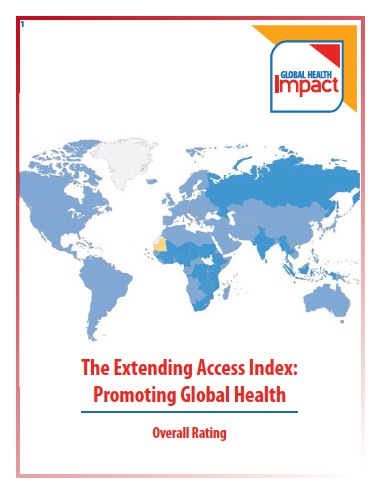 1
GLOBAL HEALTH
Impact
The Extending Access Index:
Promoting Global Health
Overall Rating